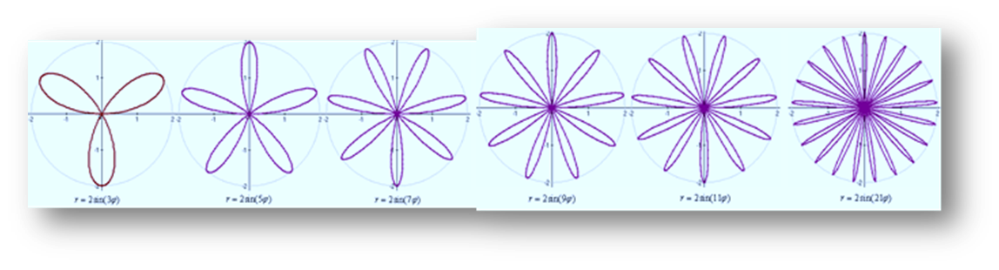 r = 2sin(3φ)
r = 2sin(5φ)
r = 2sin(7φ)
r = 2sin(9φ)
r = 2sin(11φ)
r = 2sin(21φ)